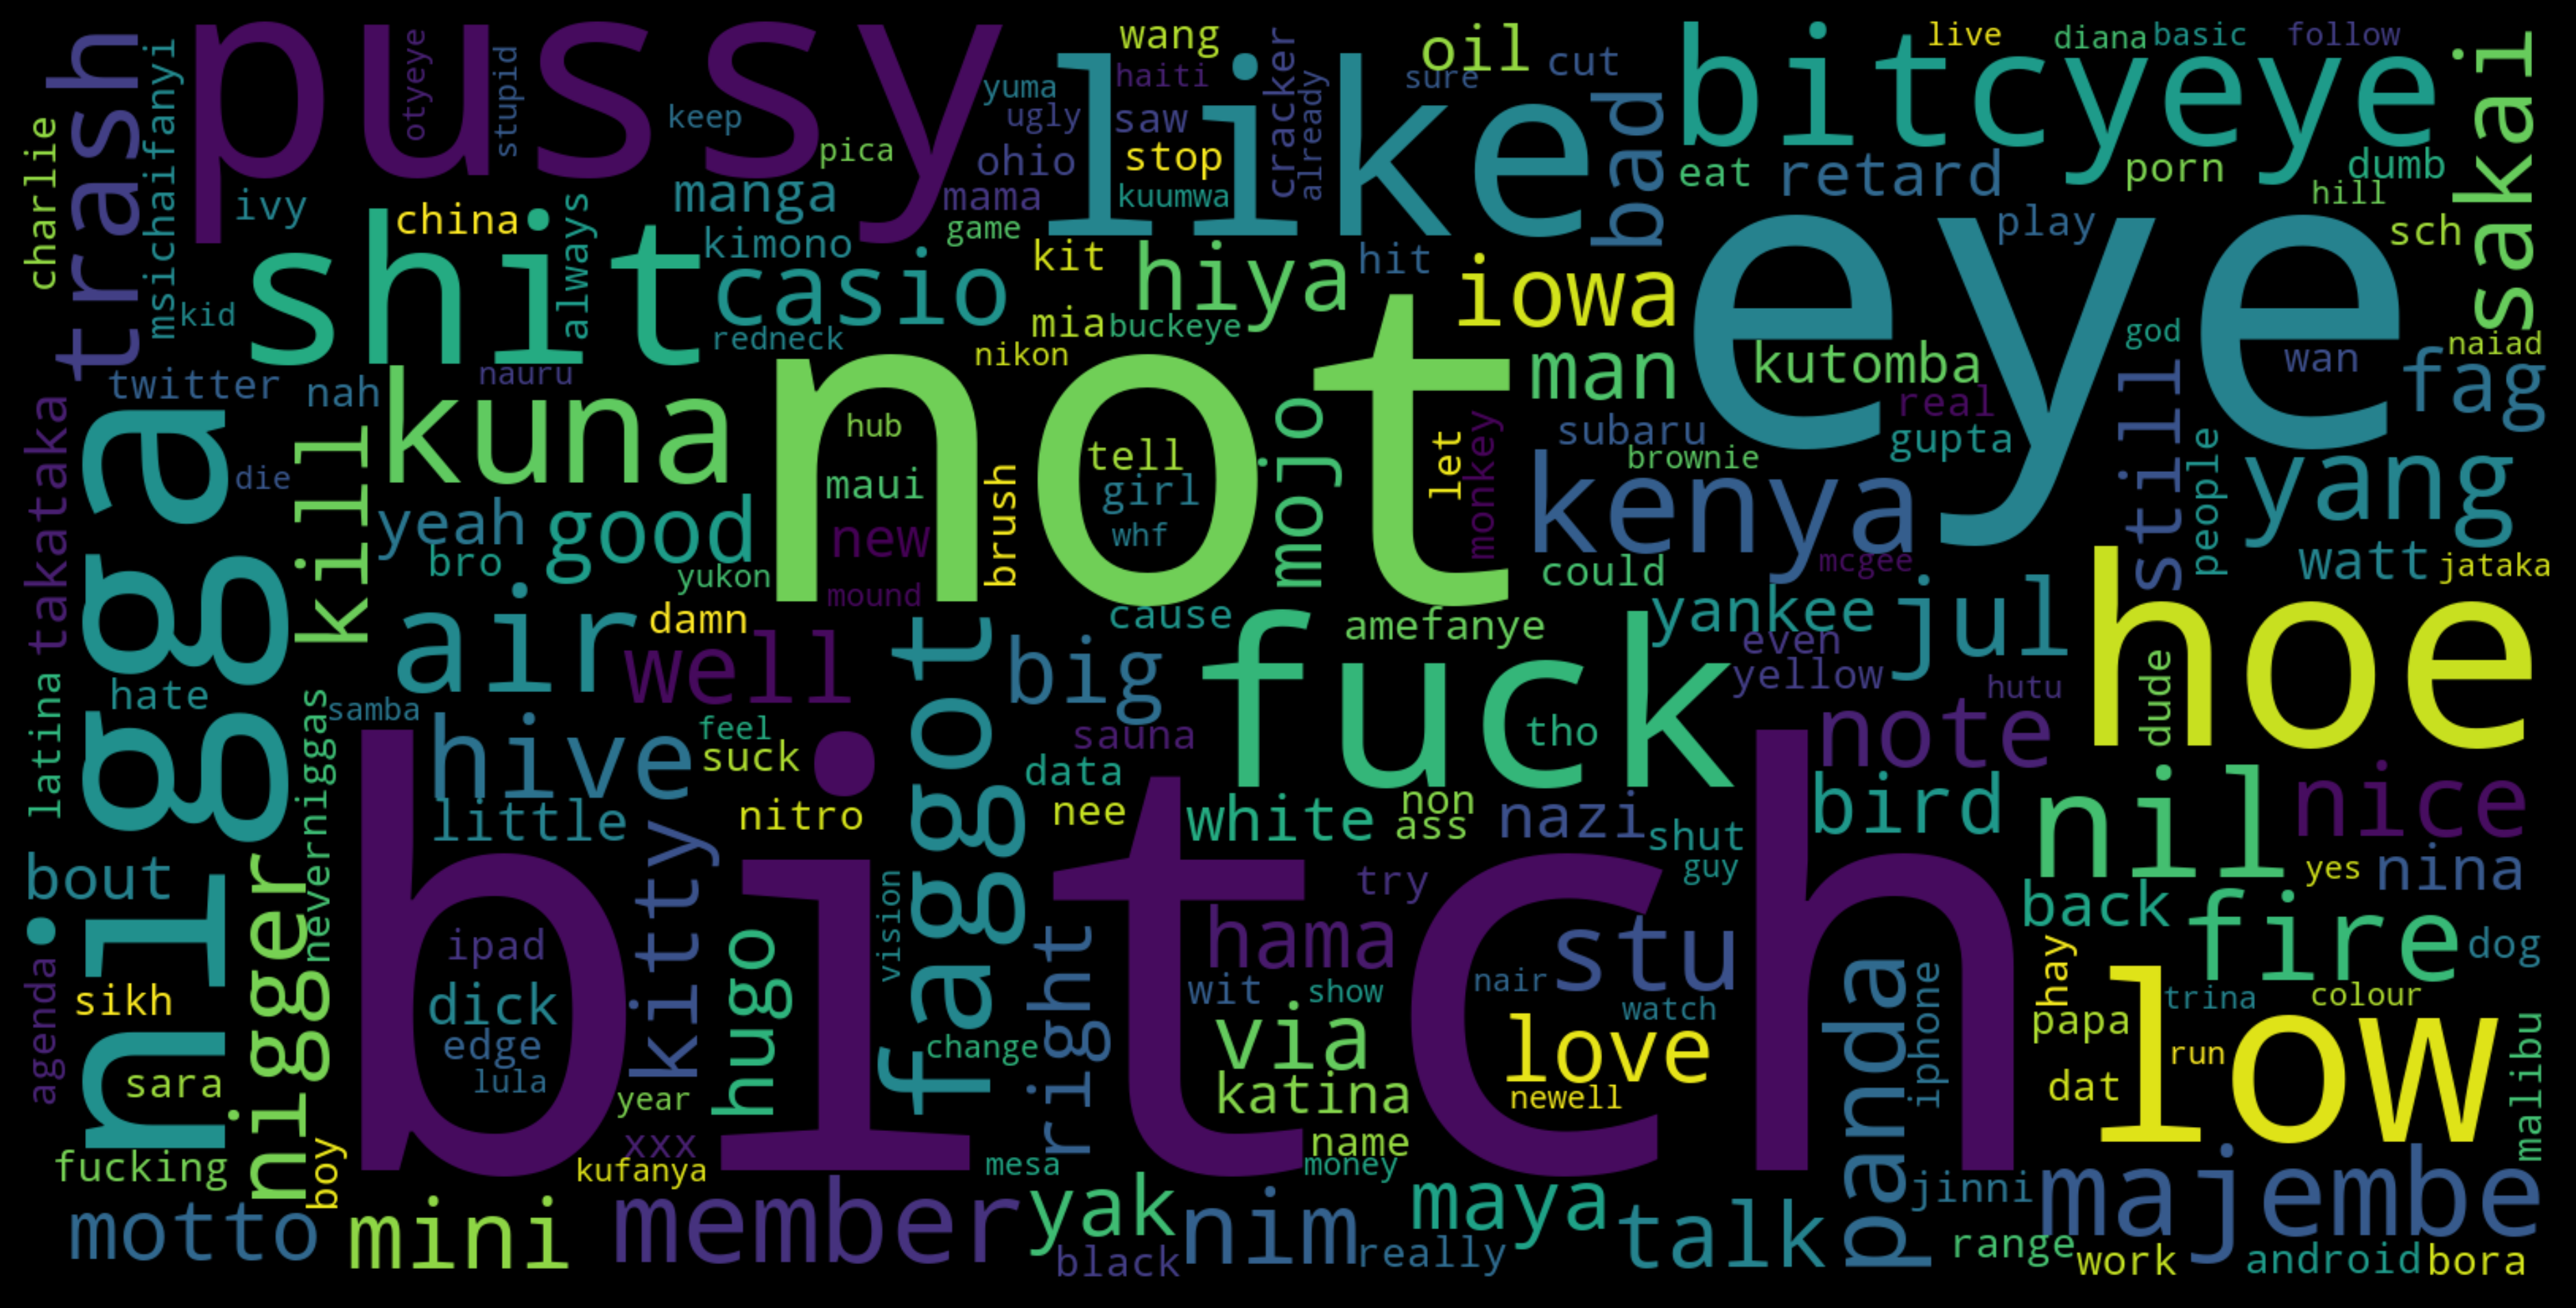 pussy
like
wang
oil
cut
live
diana
basic
follow
trash
msichaifanyi
otyeye
stupid
yuma
haiti
cracker
sure
bitcyeye
sakai
charlie
keep
ugly
saw
already
bad
pica
ohio
stop
eat
retard
porn
dumb
ivy
china
always
manga
mama
kuumwa
hill
shit
kimono
game
play
sch
kid
casio
kit
hiya
hit
iowa
eye
redneck
mia
buckeye
god
naiad
twitter
nah
nauru
nikon
not
man
kutomba
wan
fag
takataka
nigga
kuna
hub
mojo
real
still
kill
tell
let
monkey
subaru
gupta
people
die
maui
girl
brownie
yang
yeah
good
new
brush
whf
kenya
bro
yukon
mound
could
mcgee
watt
jataka
air
damn
cause
amefanye
yankee
jul
hoe
well
even
latina
hate
faggot
big
fuck
yellow
hutu
dude
neverniggas
samba
feel
sauna
tho
note
hive
suck
data
little
nitro
nee
white
non
ass
nazi
shut
bird
nil
nice
bout
kitty
guy
yes
nina
nigger
bitch
vision
try
back
fire
agenda
ipad
hugo
right
hama
stu
panda
hay
dog
sikh
dick
wit
show
nair
watch
iphone
low
trina
colour
edge
change
via
love
papa
run
malibu
sara
lula
year
katina
newell
dat
fucking
boy
xxx
name
kufanya
mesa
money
motto
mini
member
yak
nim
maya
talk
jinni
majembe
black
really
range
work
android
bora